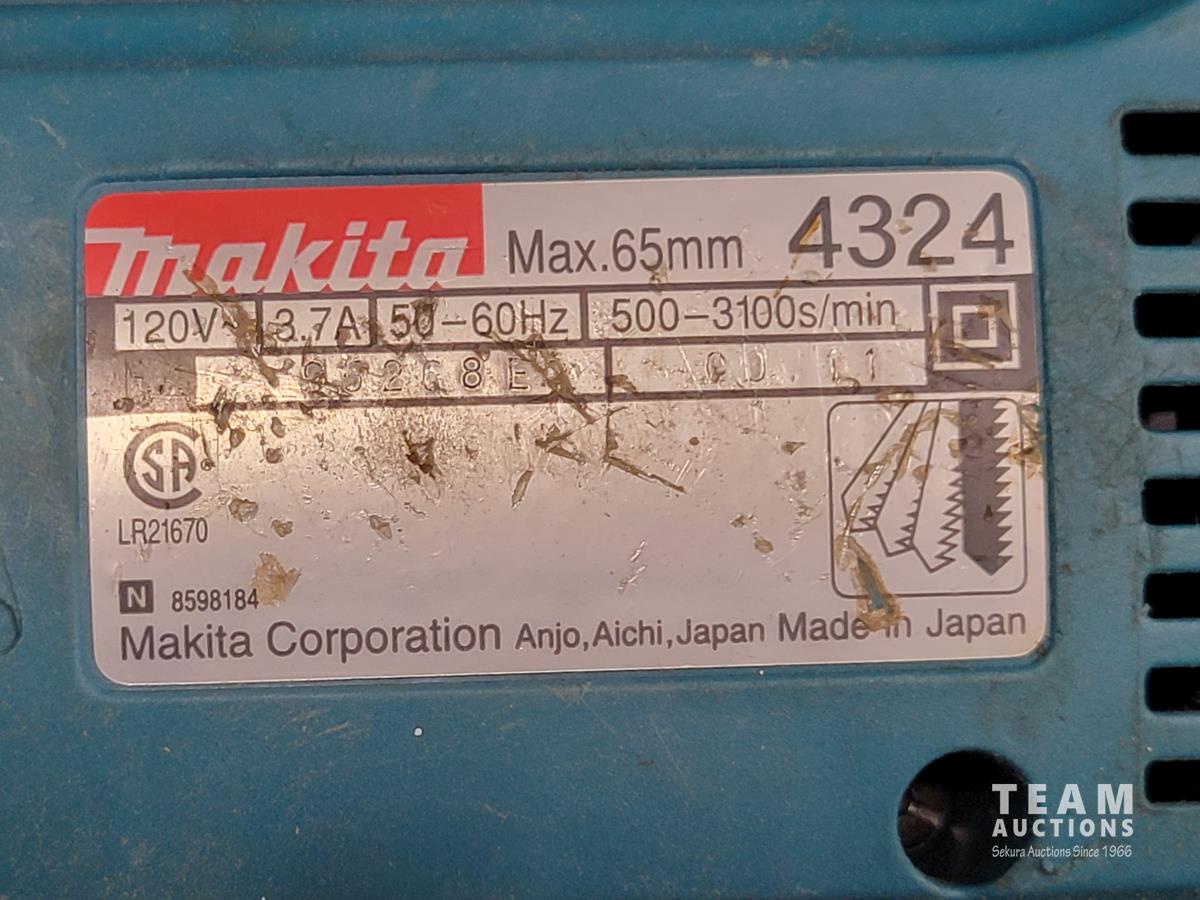 makita Max.65mm 4324
120V~ 3.7A 50-60Hz 500-3100s/min
SA
LR21670
N 8598184
Makita Corporation Anjo,Aichi,Japan Made in Japan
TEAM
AUCTIONS
Sekura Auctions Since 1966